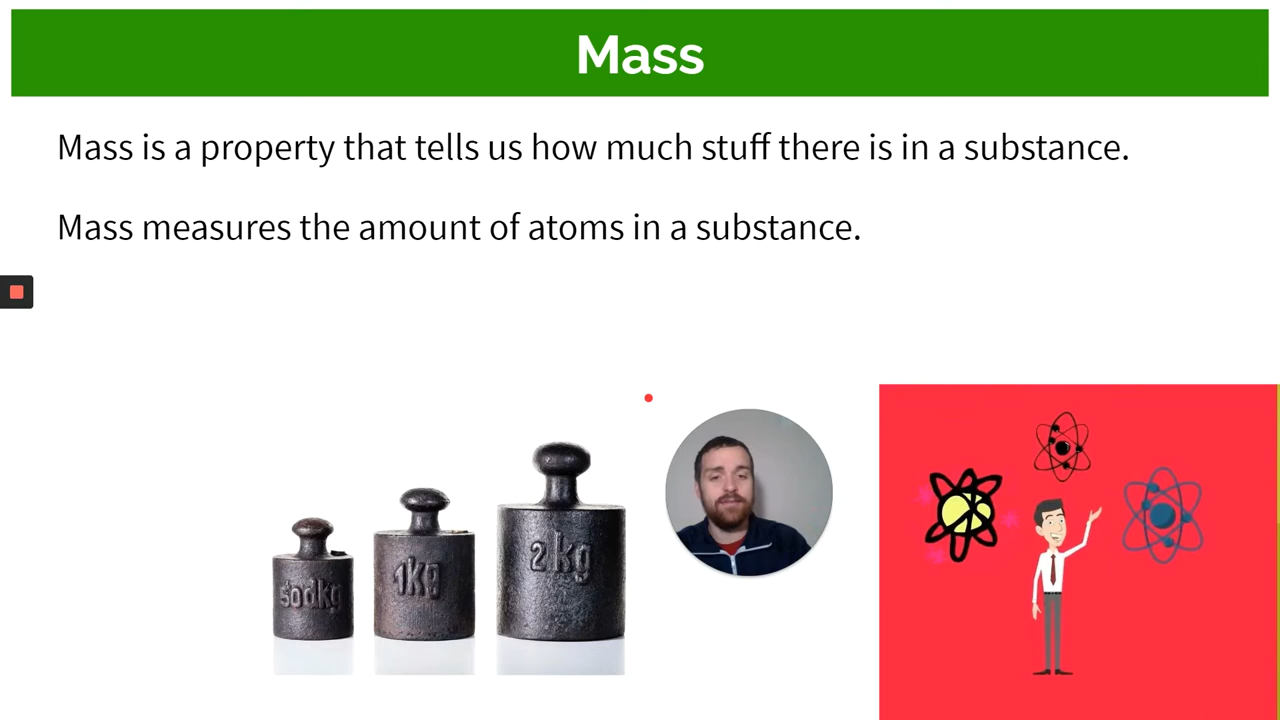 Mass
Mass is a property that tells us how much stuff there is in a substance.
Mass measures the amount of atoms in a substance.
1kg
2kg